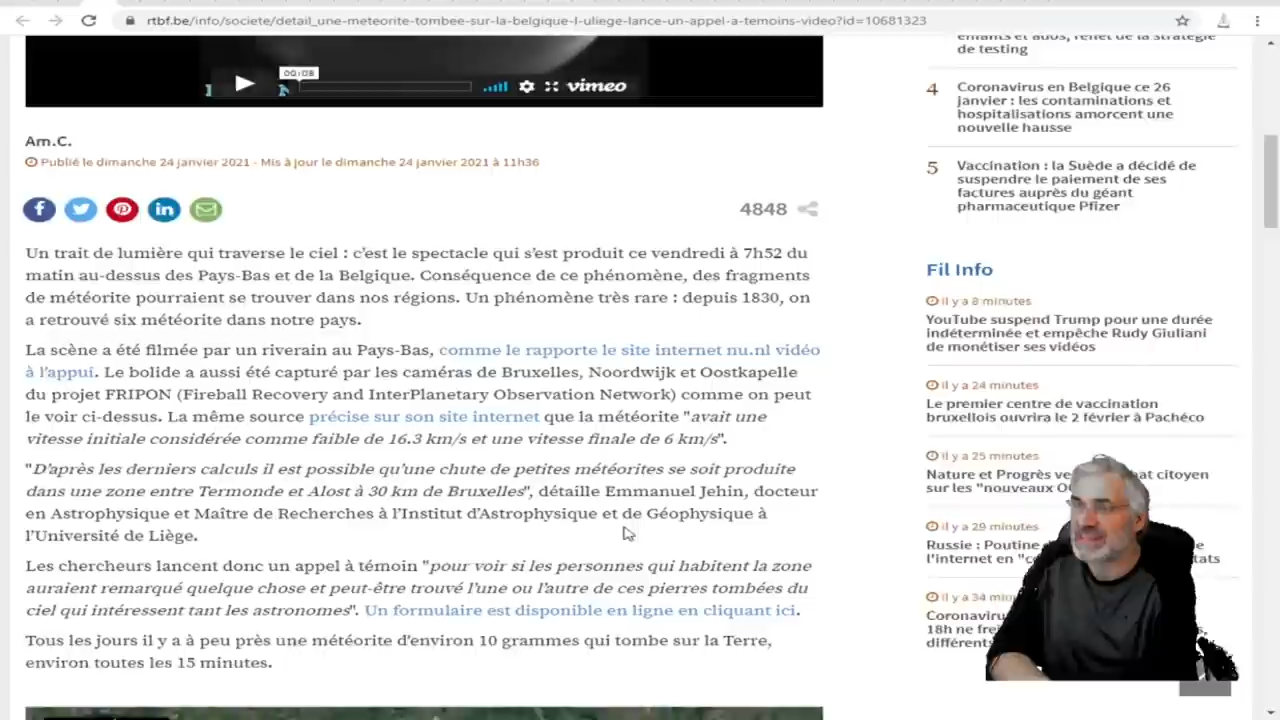 rtbf.be/info/societe/detail_une-meteorite-tombee-sur-la-belgique-l-uliege-lance-un-appel-a-temoins-video?id=10681323
00:08
vimeo
Am.C.
Publié le dimanche 24 janvier 2021 - Mis à jour le dimanche 24 janvier 2021 à 11h36
4848
Un trait de lumière qui traverse le ciel : c'est le spectacle qui s'est produit ce vendredi à 7h52 du
matin au-dessus des Pays-Bas et de la Belgique. Conséquence de ce phénomène, des fragments
de météorite pourraient se trouver dans nos régions. Un phénomène très rare : depuis 1830, on
a retrouvé six météorite dans notre pays.
La scène a été filmée par un riverain au Pays-Bas, comme le rapporte le site internet nu.nl vidéo
à l'appui. Le bolide a aussi été capturé par les caméras de Bruxelles, Noordwijk et Oostkapelle
du projet FRIPON (Fireball Recovery and InterPlanetary Observation Network) comme on peut
le voir ci-dessus. La même source précise sur son site internet que la météorite "avait une
vitesse initiale considérée comme faible de 16.3 km/s et une vitesse finale de 6 km/s".
"D'après les derniers calculs il est possible qu'une chute de petites météorites se soit produite
dans une zone entre Termonde et Alost à 30 km de Bruxelles", détaille Emmanuel Jehin, docteur
en Astrophysique et Maître de Recherches à l'Institut d'Astrophysique et de Géophysique à
l'Université de Liège.
Les chercheurs lancent donc un appel à témoin "pour voir si les personnes qui habitent la zone
auraient remarqué quelque chose et peut-être trouvé l'une ou l'autre de ces pierres tombées du
ciel qui intéressent tant les astronomes". Un formulaire est disponible en ligne en cliquant ici.
Tous les jours il y a à peu près une météorite d'environ 10 grammes qui tombe sur la Terre,
environ toutes les 15 minutes.
enfants et ados, reflet de la stratégie
de testing
4
Coronavirus en Belgique ce 26
janvier : les contaminations et
hospitalisations amorcent une
nouvelle hausse
5
Vaccination : la Suède a décidé de
suspendre le paiement de ses
factures auprès du géant
pharmaceutique Pfizer
Fil Info
il y a 8 minutes
YouTube suspend Trump pour une durée
indéterminée et empêche Rudy Giuliani
de monétiser ses vidéos
il y a 24 minutes
Le premier centre de vaccination
bruxellois ouvrira le 2 février à Pachéco
il y a 25 minutes
Nature et Progrès citoyen
sur les "nouveaux
il y a 29 minutes
Russie : Poutine
l'internet en
il y a 34
18h ne